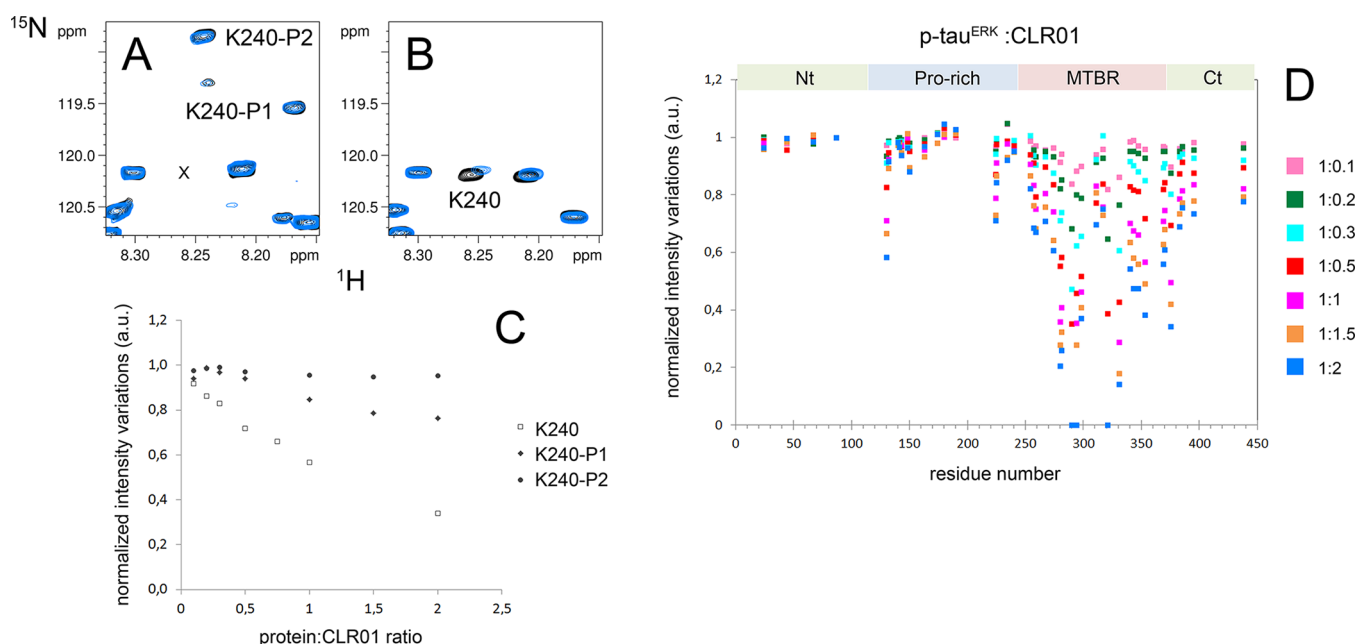 15N
ppm
119.5
120.0
120.5
A
K240-P2
K240-P1
X
8.30
8.25
8.20
ppm
ppm
119.5
120.0
120.5
B
K240
8.30
8.25
8.20
ppm
1H
C
normalized intensity variations (a.u.)
1,2
1,0
0,8
0,6
0,4
0,2
0,0
0
0,5
1
1,5
2
2,5
protein:CLR01 ratio
K240
K240-P1
K240-P2
p-tauERK :CLR01
D
Nt
Pro-rich
MTBR
Ct
normalized intensity variations (a.u.)
1,2
1
0,8
0,6
0,4
0,2
0
0
50
100
150
200
250
300
350
400
450
residue number
1:0.1
1:0.2
1:0.3
1:0.5
1:1
1:1.5
1:2